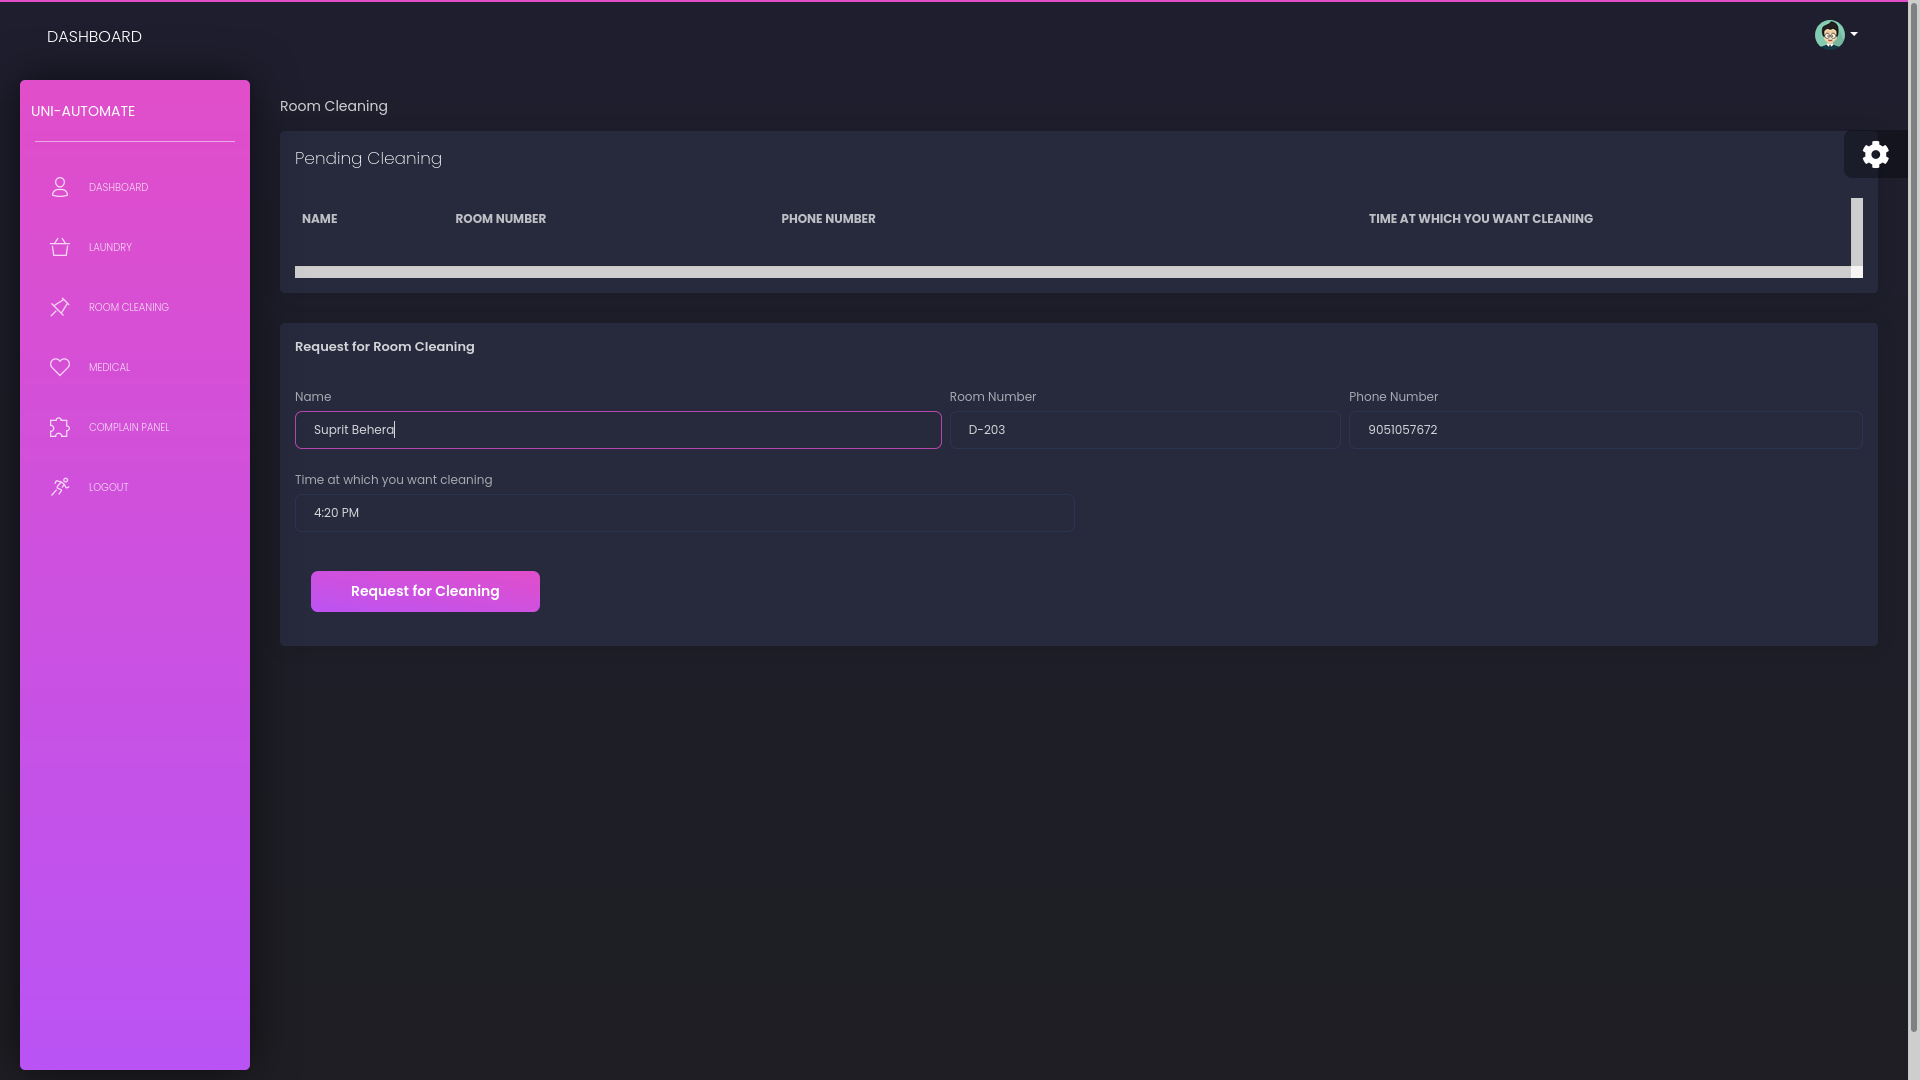 DASHBOARD
UNI-AUTOMATE
DASHBOARD
LAUNDRY
ROOM CLEANING
MEDICAL
COMPLAIN PANEL
LOGOUT
Room Cleaning
Pending Cleaning
NAME ROOM NUMBER PHONE NUMBER TIME AT WHICH YOU WANT CLEANING
Request for Room Cleaning
Name Room Number Phone Number
Suprit Behera D-203 9051057672
Time at which you want cleaning
4:20 PM
Request for Cleaning